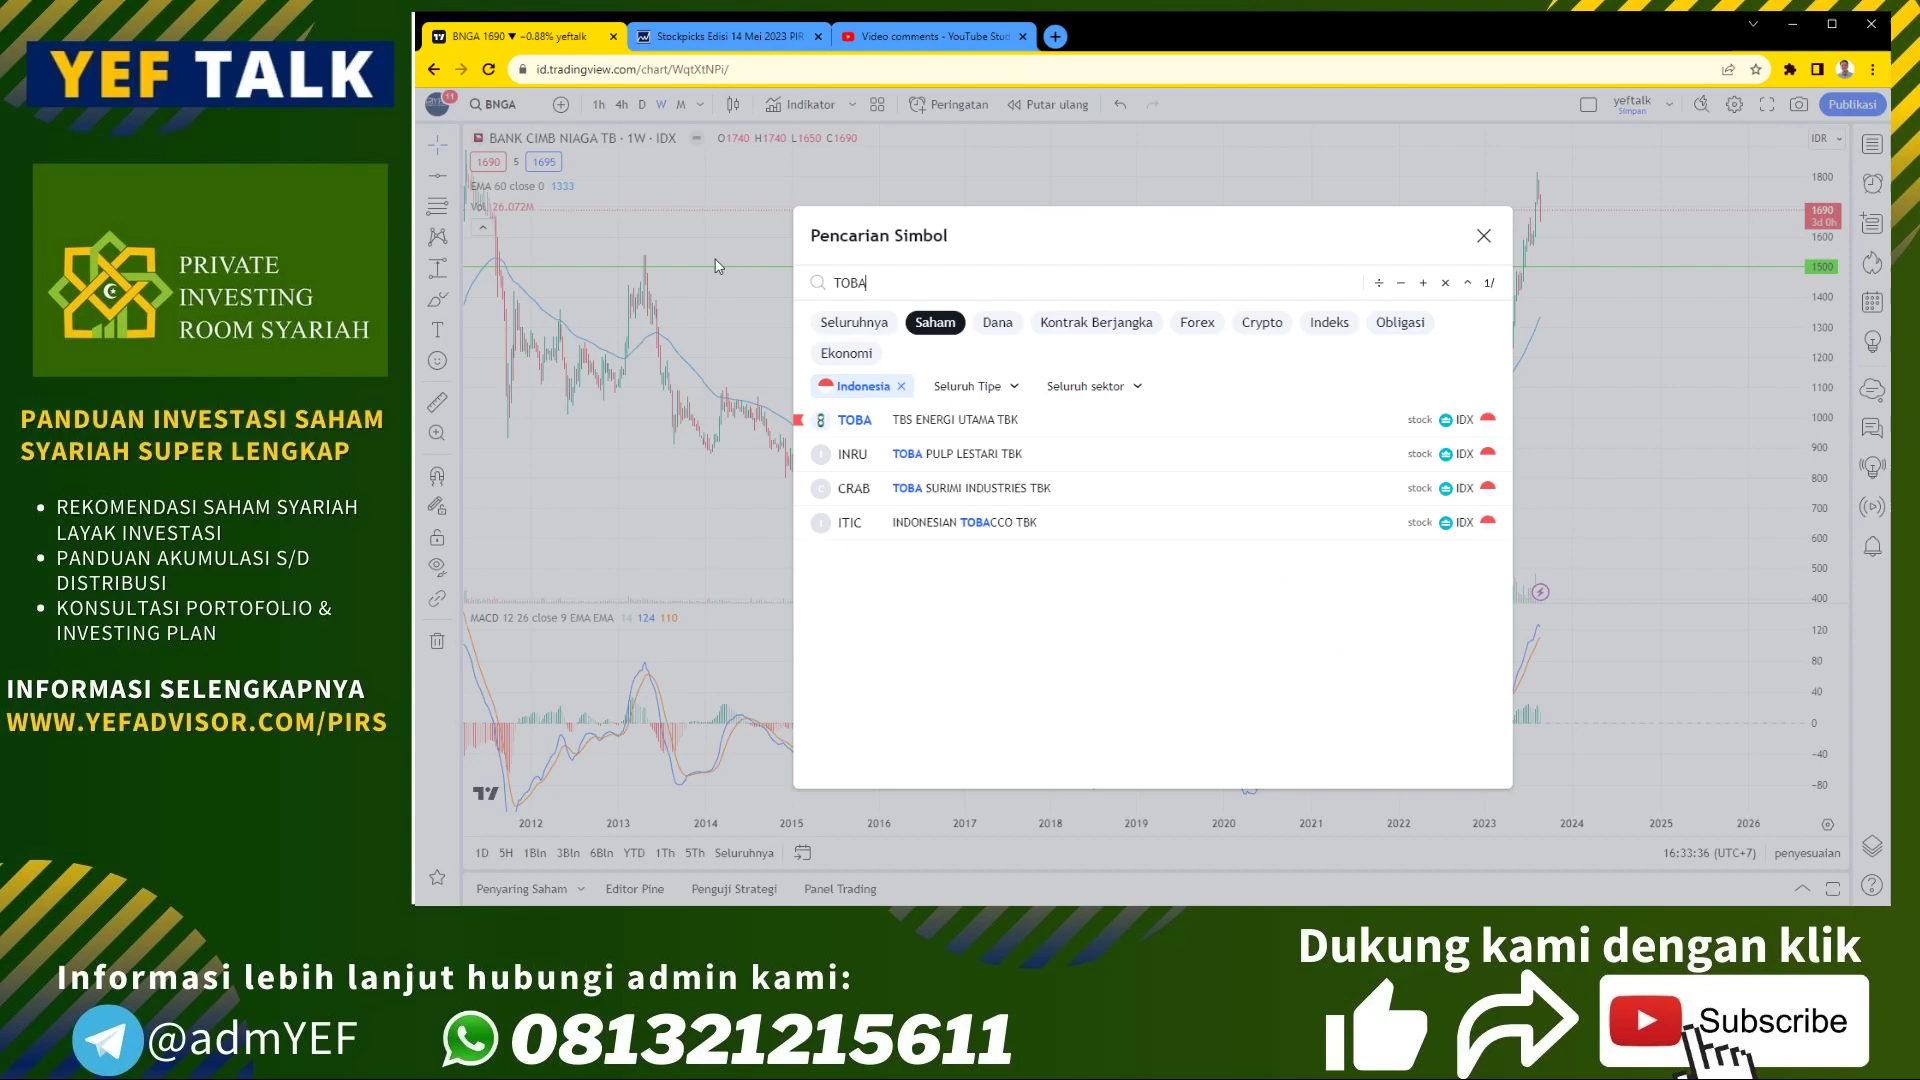 YEF TALK
PRIVATE
INVESTING
ROOM SYARIAH
PANDUAN INVESTASI SAHAM
SYARIAH SUPER LENGKAP
• REKOMENDASI SAHAM SYARIAH
LAYAK INVESTASI
• PANDUAN AKUMULASI S/D
DISTRIBUSI
• KONSULTASI PORTOFOLIO &
INVESTING PLAN
INFORMASI SELENGKAPNYA
WWW.YEFADVISOR.COM/PIRS
BNGA 1690 ▼ −0.88% yeftalk
Stockpicks Edisi 14 Mei 2023 PIR
Video comments - YouTube Stud
id.tradingview.com/chart/WqtXtNPi/
11
BNGA
1h 4h D W M
Indikator
Peringatan
Putar ulang
yeftalk
Simpan
Publikasi
BANK CIMB NIAGA TB · 1W · IDX
O1740 H1740 L1650 C1690
IDR
1690 5 1695
EMA 60 close 0 1333
Vol 26.072M
Pencarian Simbol
TOBA
÷ − + × ^ 1/
Seluruhnya
Saham
Dana
Kontrak Berjangka
Forex
Crypto
Indeks
Obligasi
Ekonomi
Indonesia
Seluruh Tipe
Seluruh sektor
TOBA TBS ENERGI UTAMA TBK stock IDX
INRU TOBA PULP LESTARI TBK stock IDX
CRAB TOBA SURIMI INDUSTRIES TBK stock IDX
ITIC INDONESIAN TOBACCO TBK stock IDX
1800
1690
3d 0h
1600
1500
1400
1300
1200
1100
1000
900
800
700
600
500
400
MACD 12 26 close 9 EMA EMA 14 124 110
120
80
40
0
−40
−80
2012 2013 2014 2015 2016 2017 2018 2019 2020 2021 2022 2023 2024 2025 2026
1D 5H 1Bln 3Bln 6Bln YTD 1Th 5Th Seluruhnya
16:33:36 (UTC+7)
penyesuaian
Penyaring Saham
Editor Pine
Penguji Strategi
Panel Trading
Informasi lebih lanjut hubungi admin kami:
@admYEF
081321215611
Dukung kami dengan klik
Subscribe